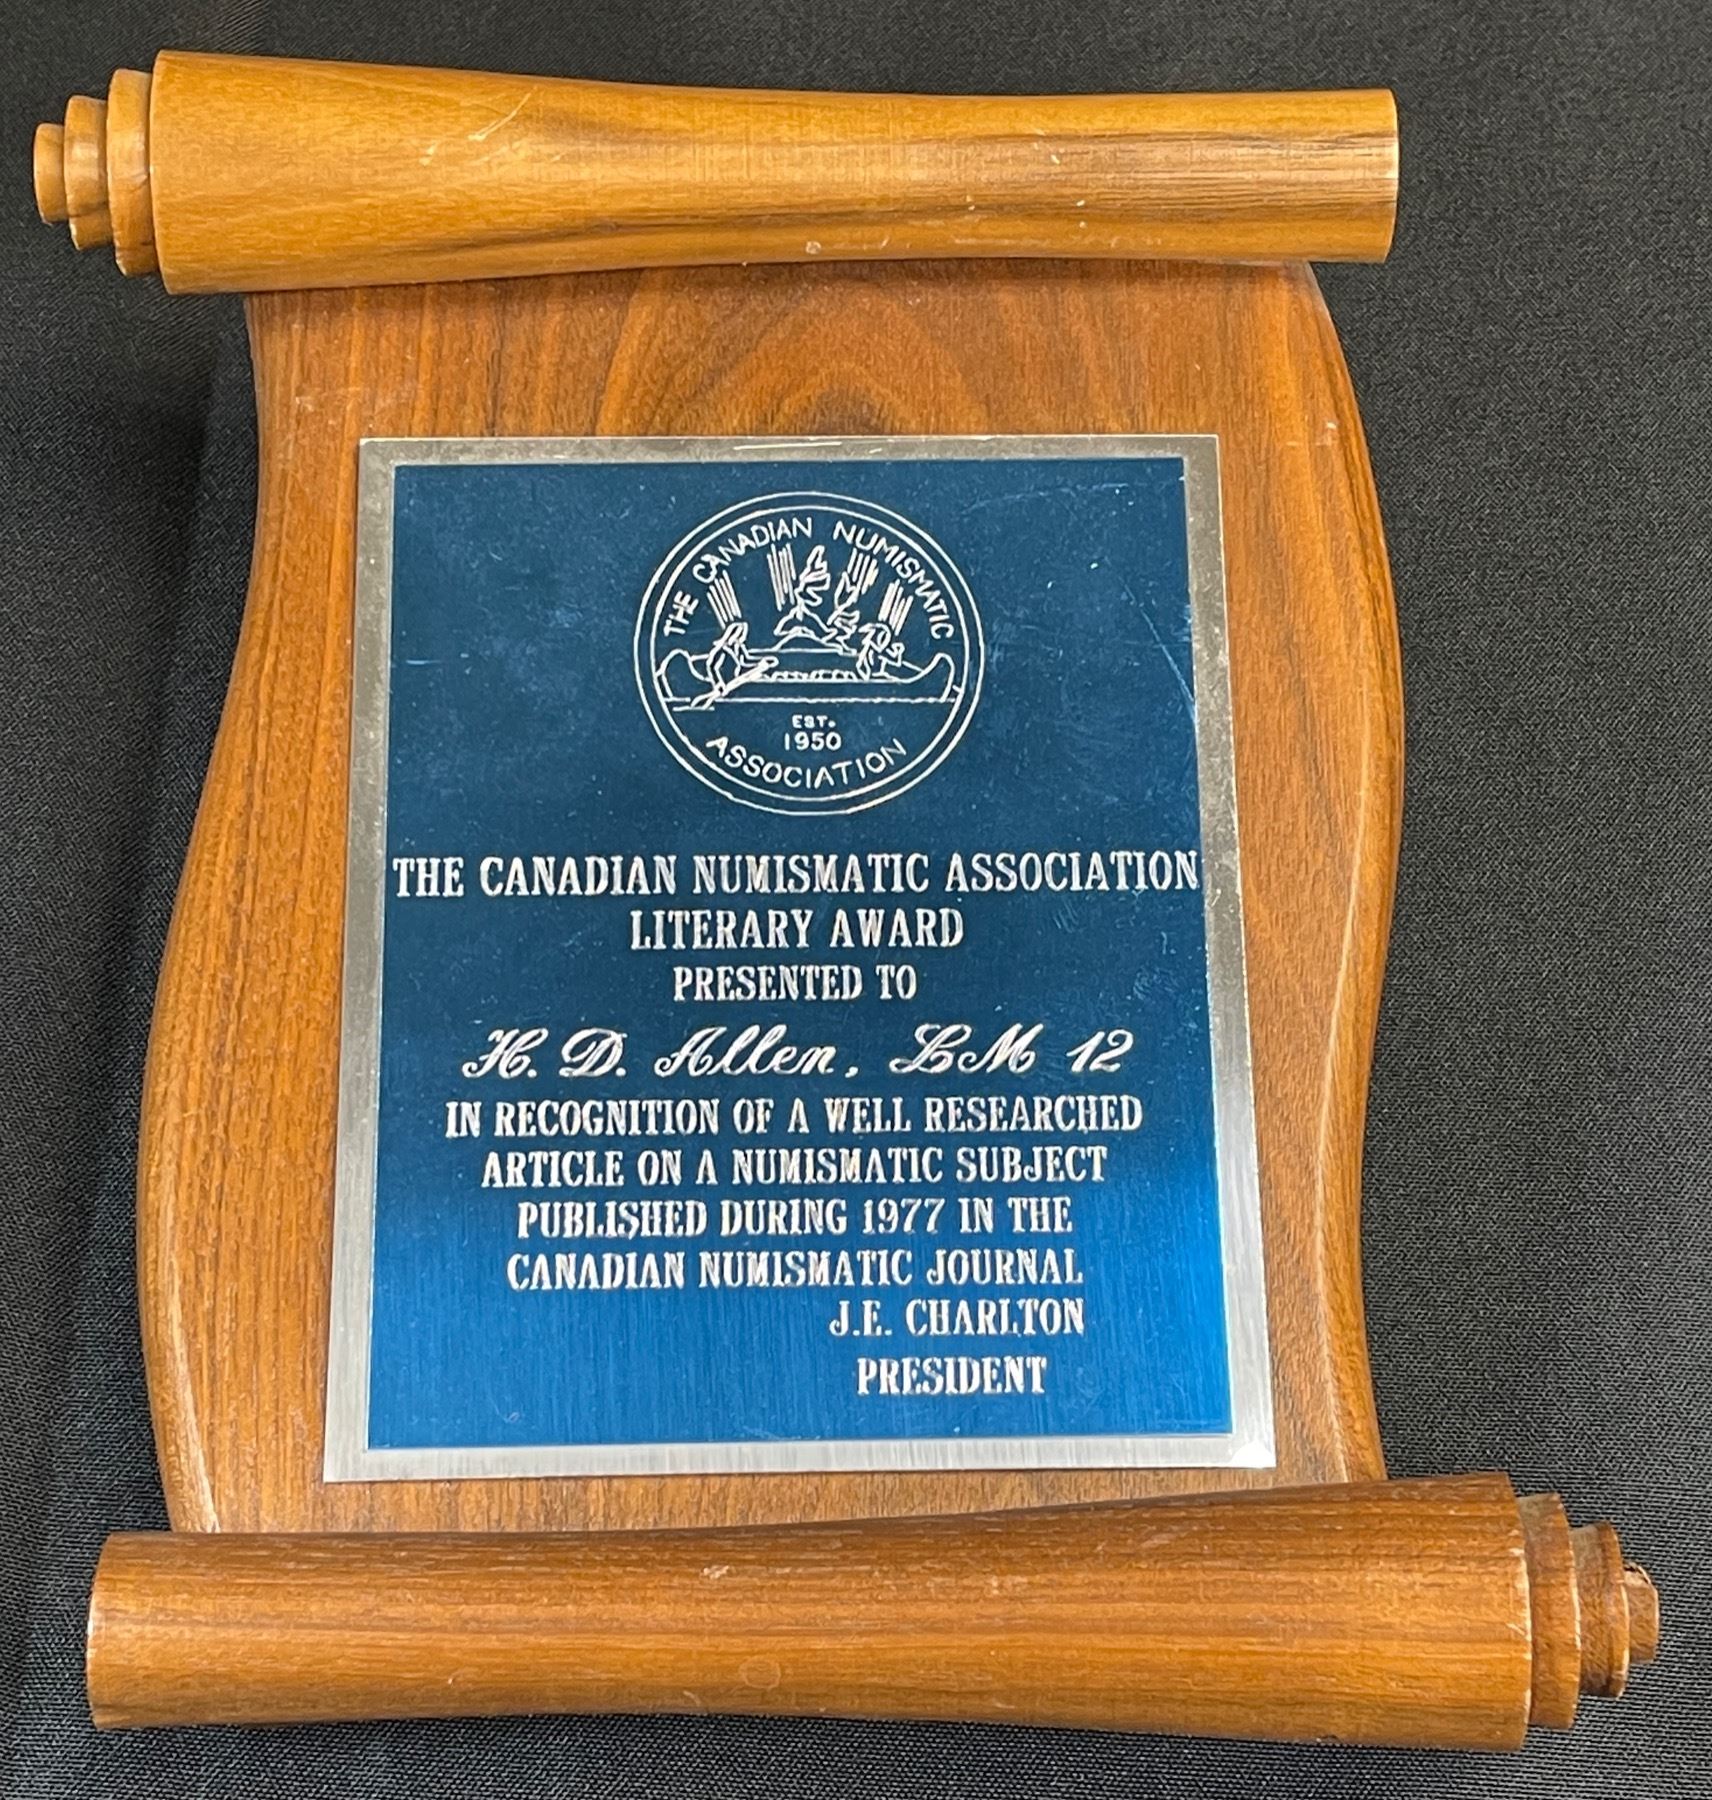 THE CANADIAN NUMISMATIC
EST.
1950
ASSOCIATION
THE CANADIAN NUMISMATIC ASSOCIATION
LITERARY AWARD
PRESENTED TO
H. D. Allen, LM 12
IN RECOGNITION OF A WELL RESEARCHED
ARTICLE ON A NUMISMATIC SUBJECT
PUBLISHED DURING 1977 IN THE
CANADIAN NUMISMATIC JOURNAL
J.E. CHARLTON
PRESIDENT